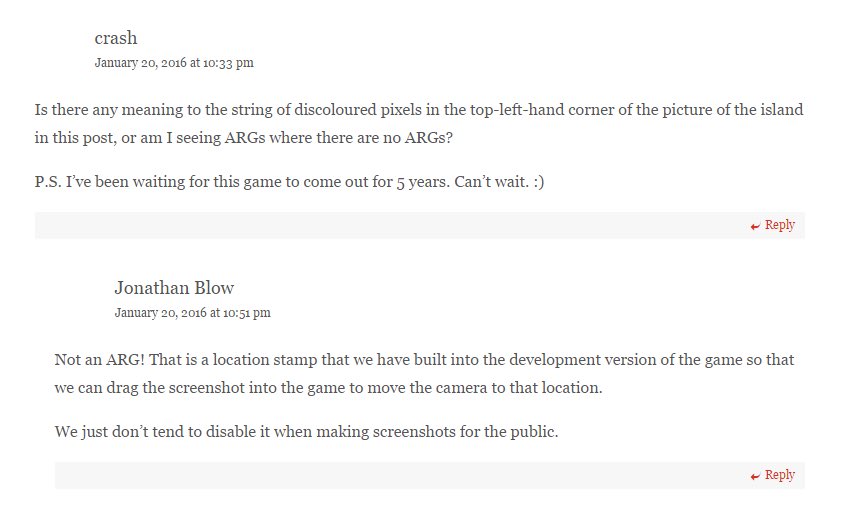 crash
January 20, 2016 at 10:33 pm
Is there any meaning to the string of discoloured pixels in the top-left-hand corner of the picture of the island
in this post, or am I seeing ARGs where there are no ARGs?
P.S. I’ve been waiting for this game to come out for 5 years. Can’t wait. :)
Reply
Jonathan Blow
January 20, 2016 at 10:51 pm
Not an ARG! That is a location stamp that we have built into the development version of the game so that
we can drag the screenshot into the game to move the camera to that location.
We just don’t tend to disable it when making screenshots for the public.
Reply